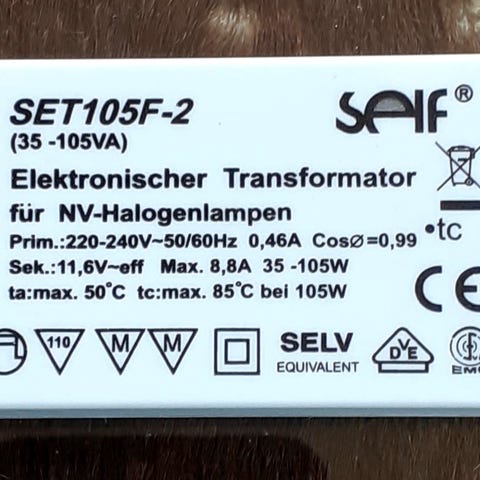 SET105F-2
SELF®
(35 -105VA)
Elektronischer Transformator
für NV-Halogenlampen
Prim.:220-240V~50/60Hz 0,46A CosØ=0,99
•tc
Sek.:11,6V~eff Max. 8,8A 35 -105W
ta:max. 50°C tc:max. 85°C bei 105W
CE
110 M M SELV DVE
EQUIVALENT EMC